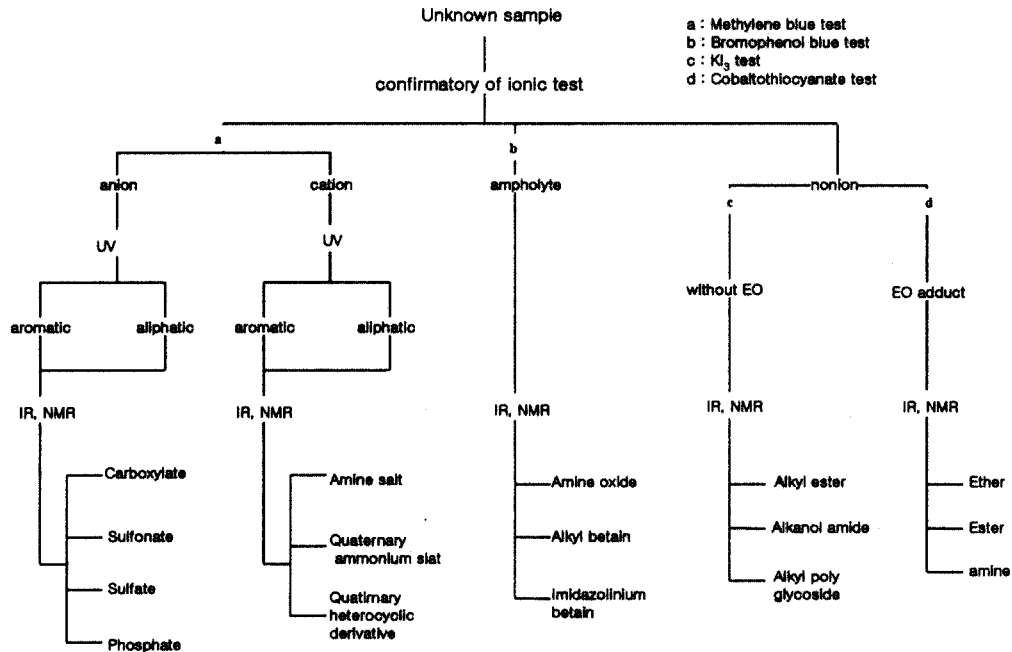 Unknown sample
a : Methylene blue test
b : Bromophenol blue test
c : KI₃ test
d : Cobaltothiocyanate test
confirmatory of ionic test
a
b
anion
cation
ampholyte
nonion
c
d
UV
UV
without EO
EO adduct
aromatic
aliphatic
aromatic
aliphatic
IR, NMR
IR, NMR
IR, NMR
IR, NMR
IR, NMR
Carboxylate
Sulfonate
Sulfate
Phosphate
Amine salt
Quaternary
ammonium slat
Quatirnary
heterocyclic
derivative
Amine oxide
Alkyl betain
Imidazolinium
betain
Alkyl ester
Alkanol amide
Alkyl poly
glycoside
Ether
Ester
amine